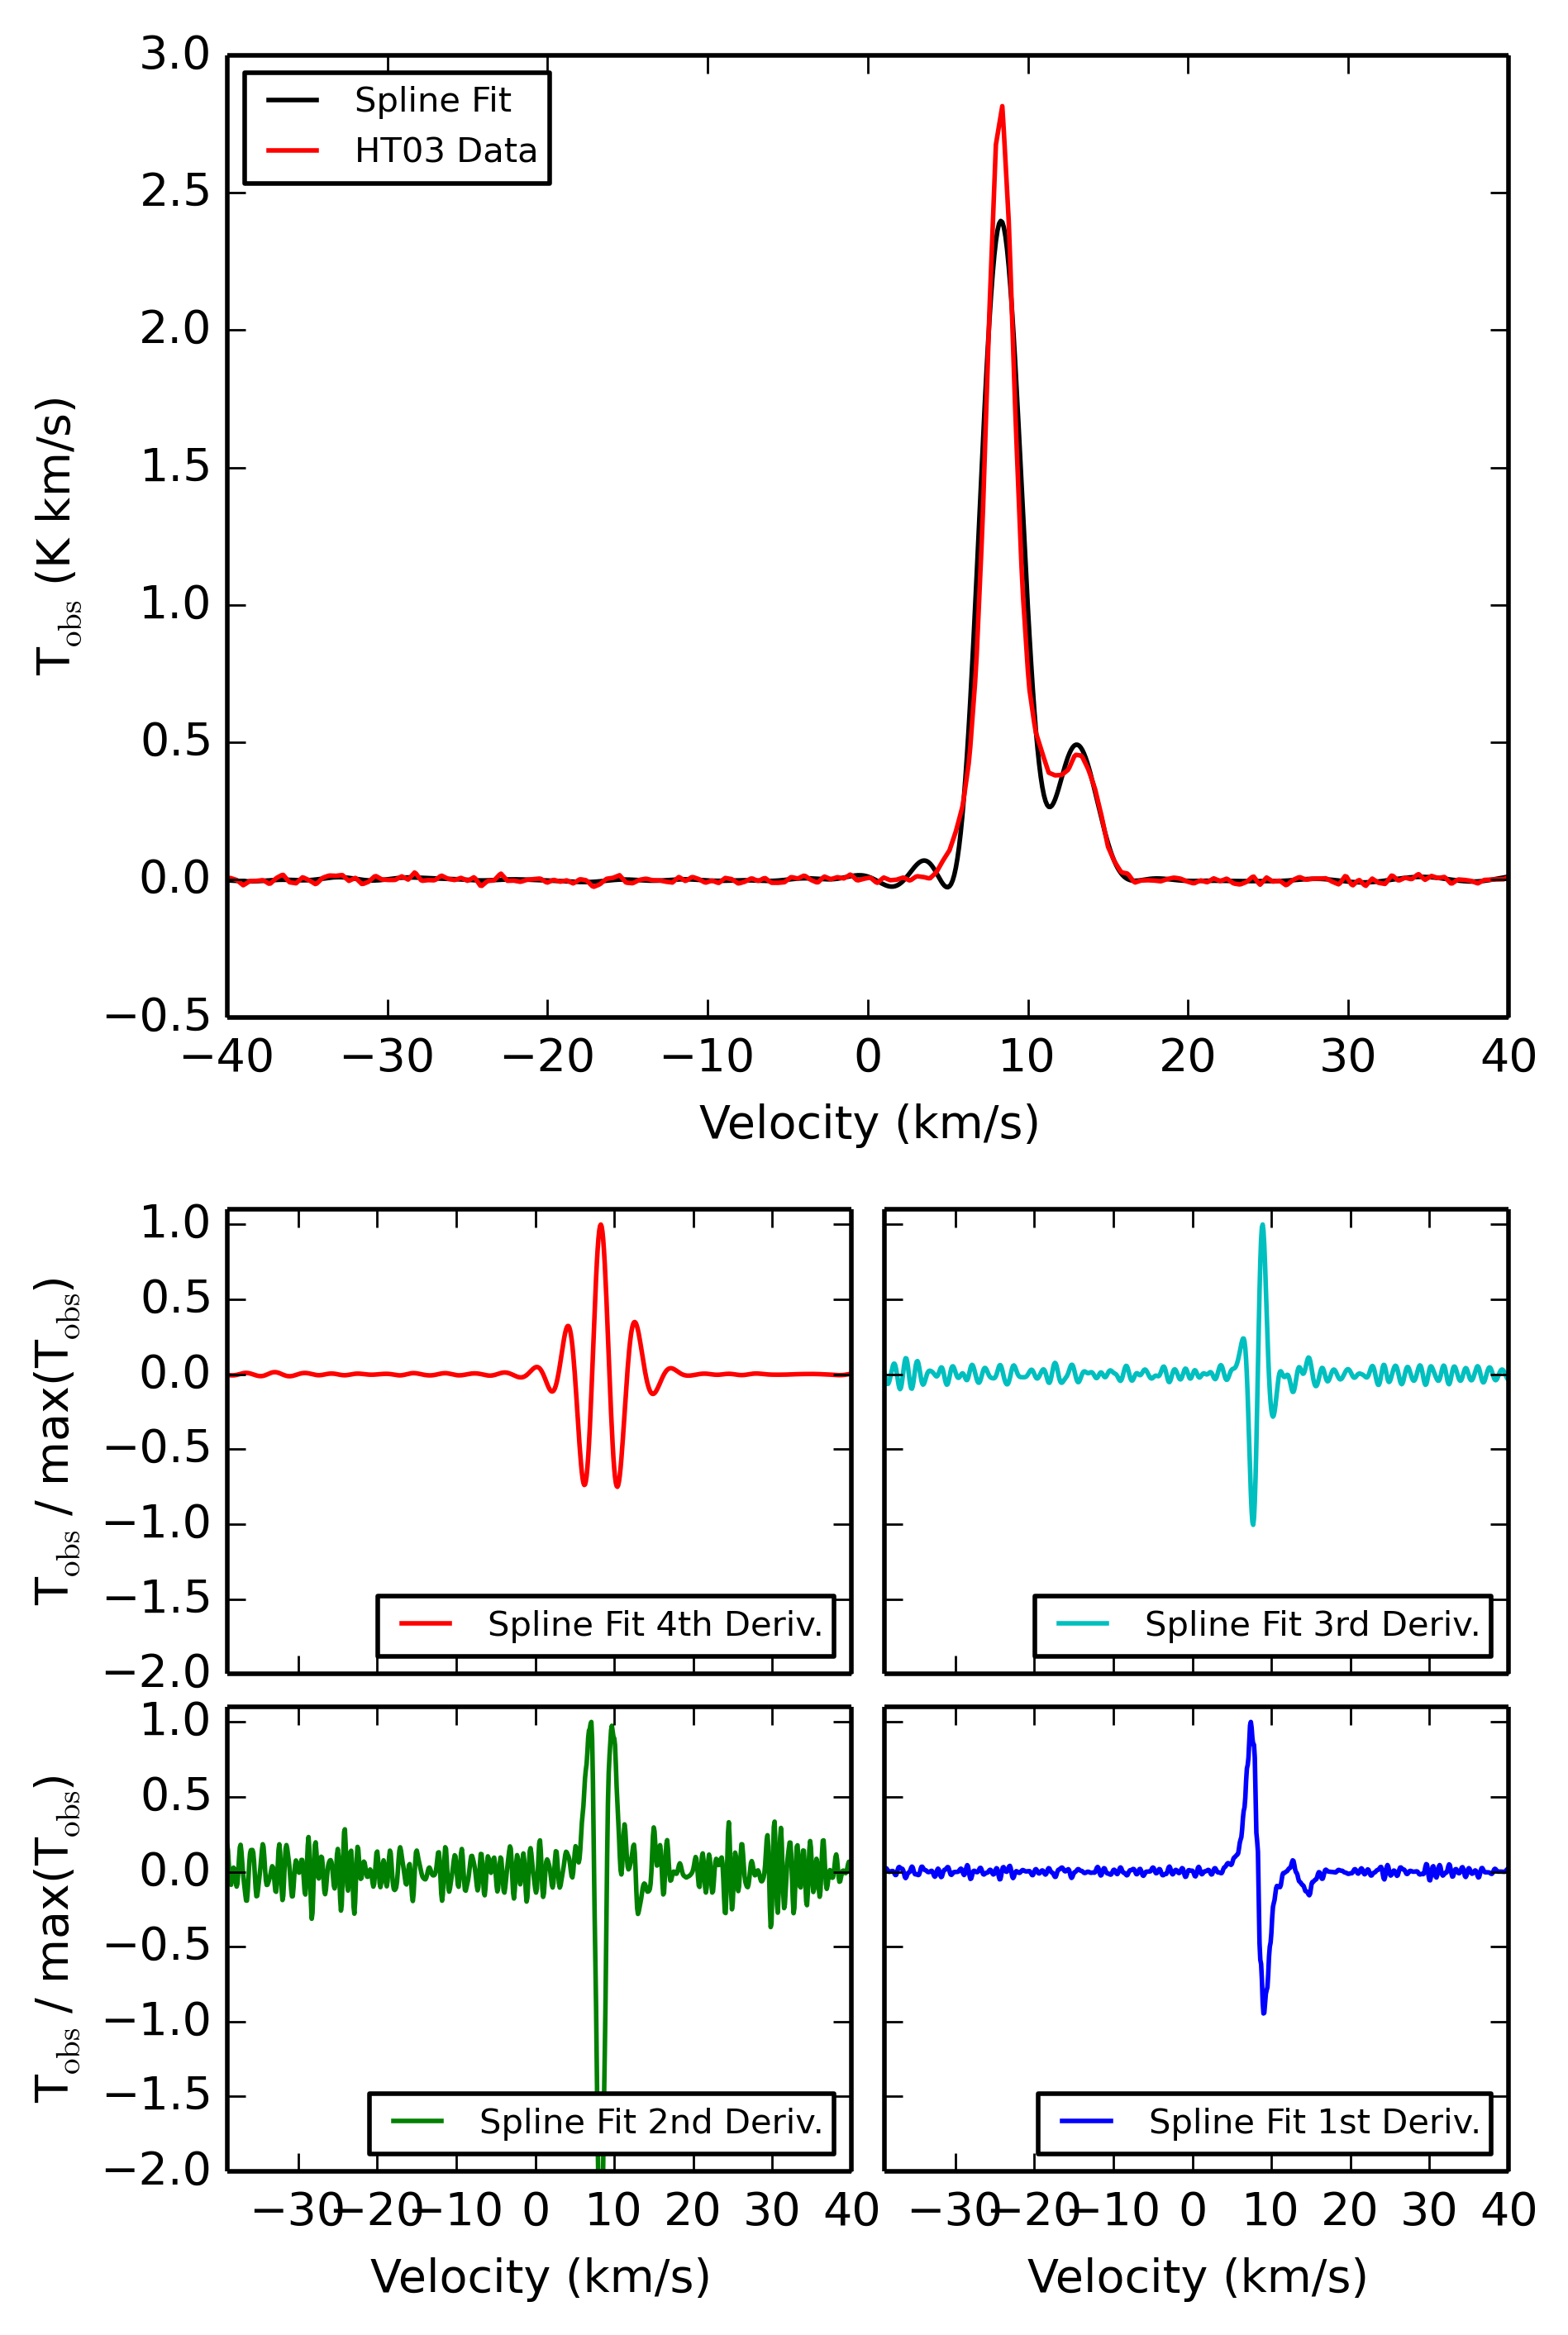 3.0
Spline Fit
HT03 Data
2.5
2.0
1.5
1.0
0.5
0.0
−0.5
T_obs (K km/s)
−40 −30 −20 −10 0 10 20 30 40
Velocity (km/s)
1.0
0.5
0.0
−0.5
−1.0
−1.5
−2.0
T_obs / max(T_obs)
Spline Fit 4th Deriv.
Spline Fit 3rd Deriv.
1.0
0.5
0.0
−0.5
−1.0
−1.5
−2.0
T_obs / max(T_obs)
Spline Fit 2nd Deriv.
Spline Fit 1st Deriv.
−30 −20 −10 0 10 20 30 40
−30 −20 −10 0 10 20 30 40
Velocity (km/s)
Velocity (km/s)